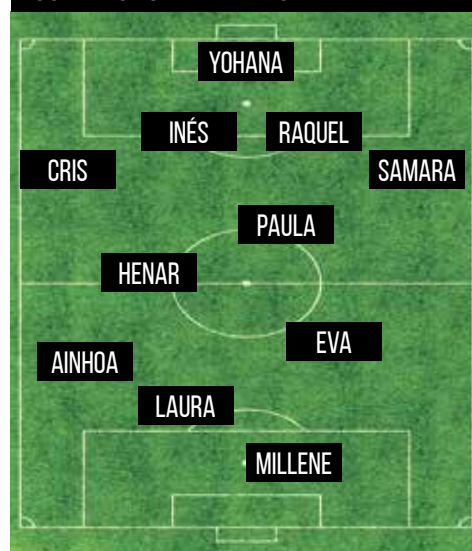 YOHANA
INÉS RAQUEL
CRIS SAMARA
PAULA
HENAR
EVA
AINHOA
LAURA
MILLENE